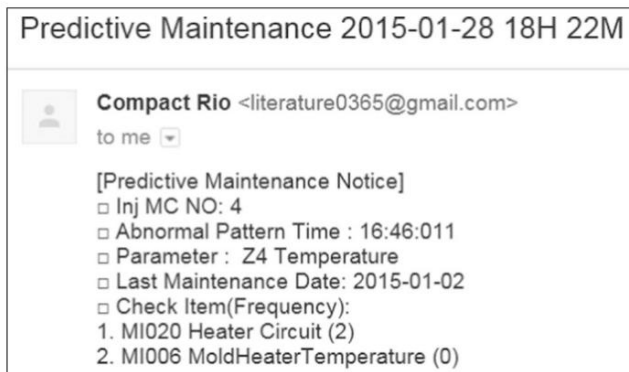 Predictive Maintenance 2015-01-28 18H 22M
Compact Rio <literature0365@gmail.com>
to me
[Predictive Maintenance Notice]
□ Inj MC NO: 4
□ Abnormal Pattern Time : 16:46:011
□ Parameter :  Z4 Temperature
□ Last Maintenance Date: 2015-01-02
□ Check Item(Frequency):
1. MI020 Heater Circuit (2)
2. MI006 MoldHeaterTemperature (0)